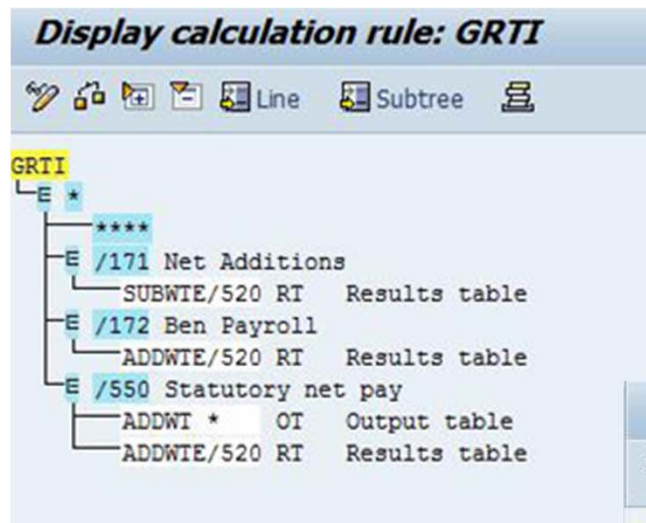 Display calculation rule: GRTI
Line Subtree
GRTI
*
****
/171 Net Additions
SUBWTE/520 RT Results table
/172 Ben Payroll
ADDWTE/520 RT Results table
/550 Statutory net pay
ADDWT * OT Output table
ADDWTE/520 RT Results table